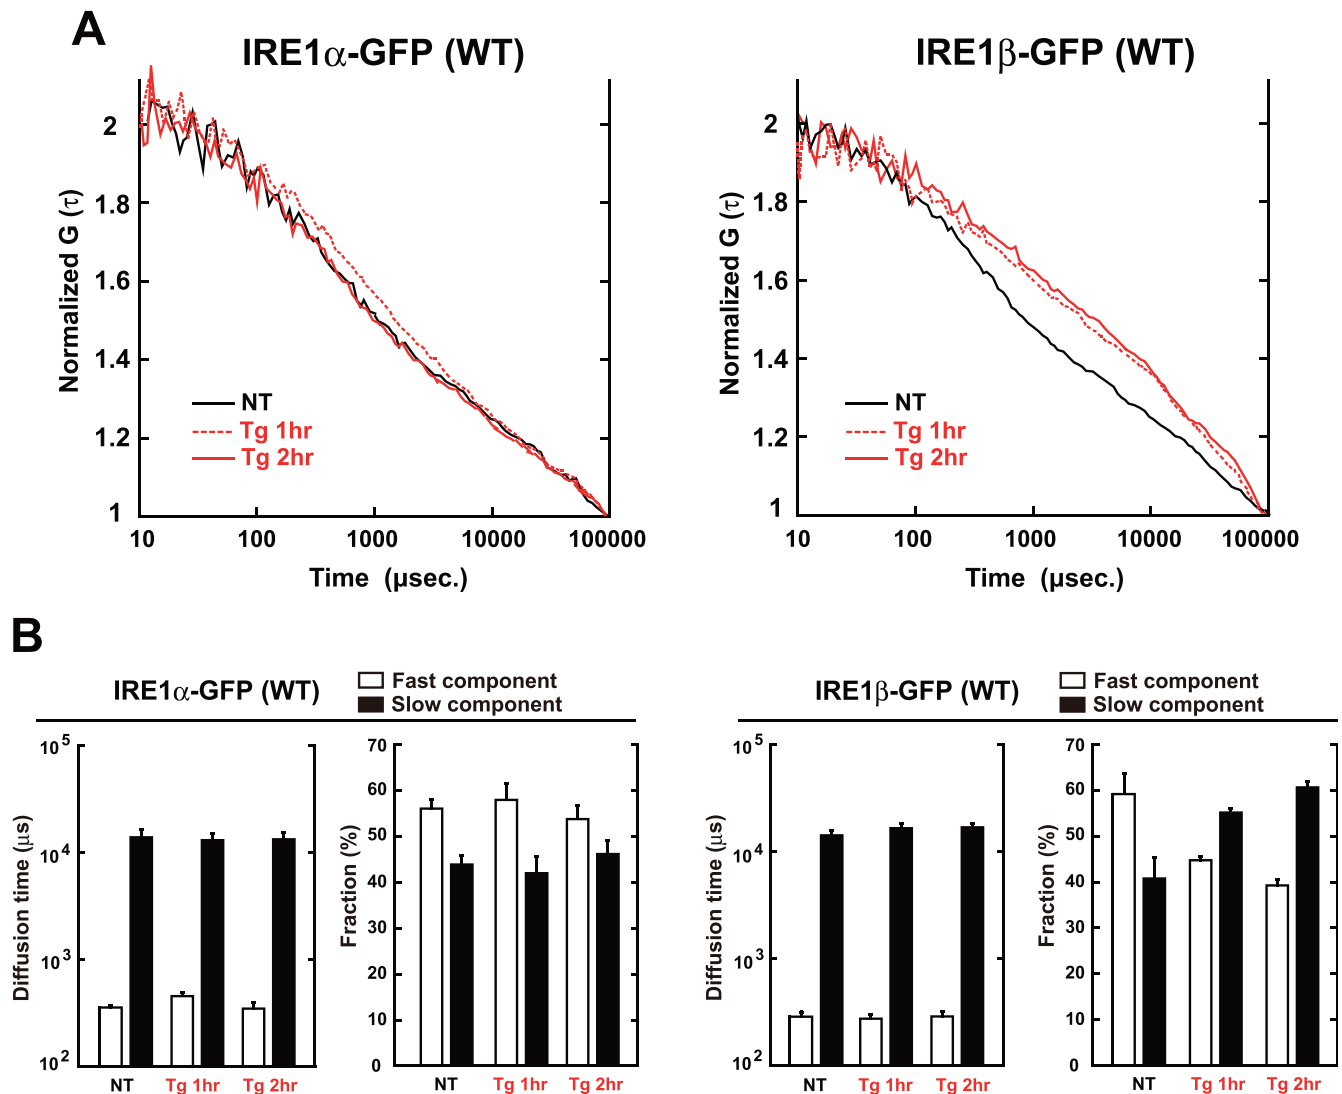 A
IRE1α-GFP (WT)
IRE1β-GFP (WT)
Normalized G (τ)
2
1.8
1.6
1.4
1.2
1
NT
Tg 1hr
Tg 2hr
10 100 1000 10000 100000
Time (μsec.)
Normalized G (τ)
2
1.8
1.6
1.4
1.2
1
NT
Tg 1hr
Tg 2hr
10 100 1000 10000 100000
Time (μsec.)
B
IRE1α-GFP (WT)
Fast component
Slow component
IRE1β-GFP (WT)
Fast component
Slow component
Diffusion time (μs)
10^5
10^4
10^3
10^2
NT Tg 1hr Tg 2hr
Fraction (%)
70
60
50
40
30
20
10
0
NT Tg 1hr Tg 2hr
Diffusion time (μs)
10^5
10^4
10^3
10^2
NT Tg 1hr Tg 2hr
Fraction (%)
70
60
50
40
30
20
10
0
NT Tg 1hr Tg 2hr